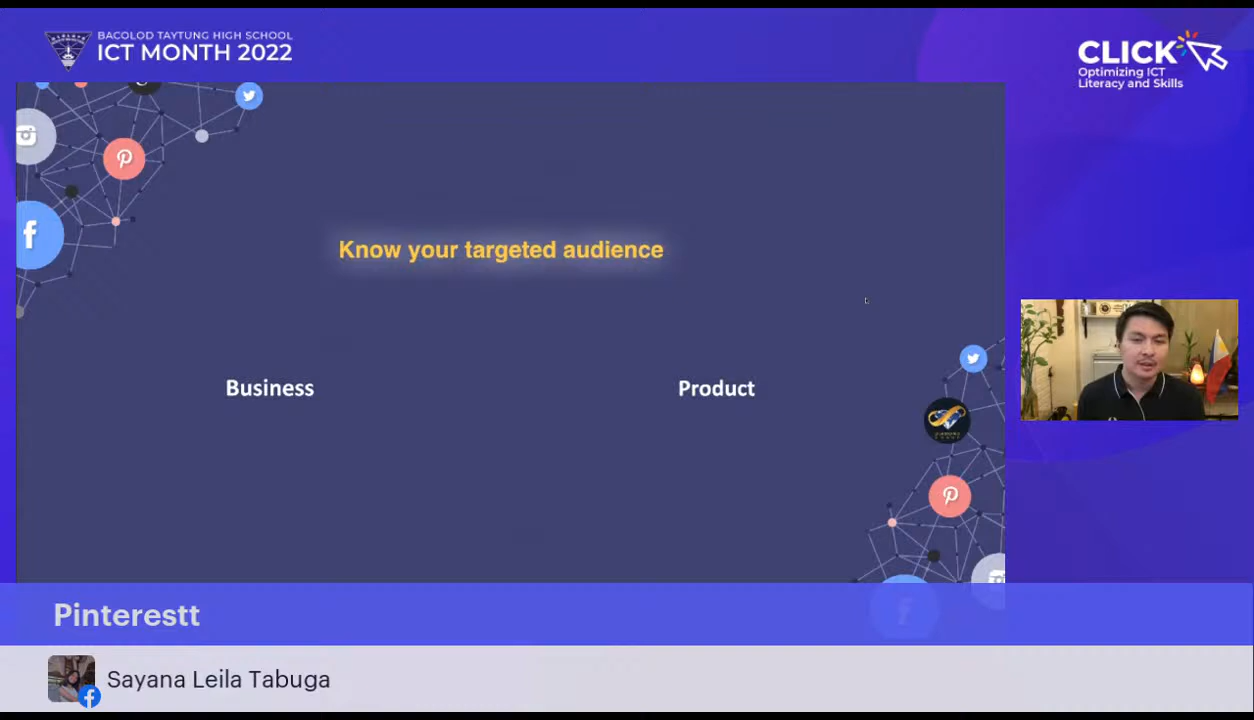 BACOLOD TAYTUNG HIGH SCHOOL
ICT MONTH 2022
CLICK
Optimizing ICT
Literacy and Skills
Know your targeted audience
Business
Product
Pinterestt
Sayana Leila Tabuga